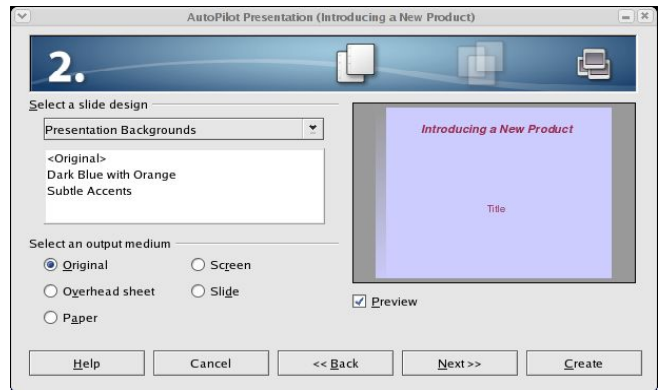 AutoPilot Presentation (Introducing a New Product)
2.
Select a slide design
Presentation Backgrounds
<Original>
Dark Blue with Orange
Subtle Accents
Introducing a New Product
Title
Select an output medium
Original
Screen
Overhead sheet
Slide
Paper
Preview
Help
Cancel
<< Back
Next >>
Create